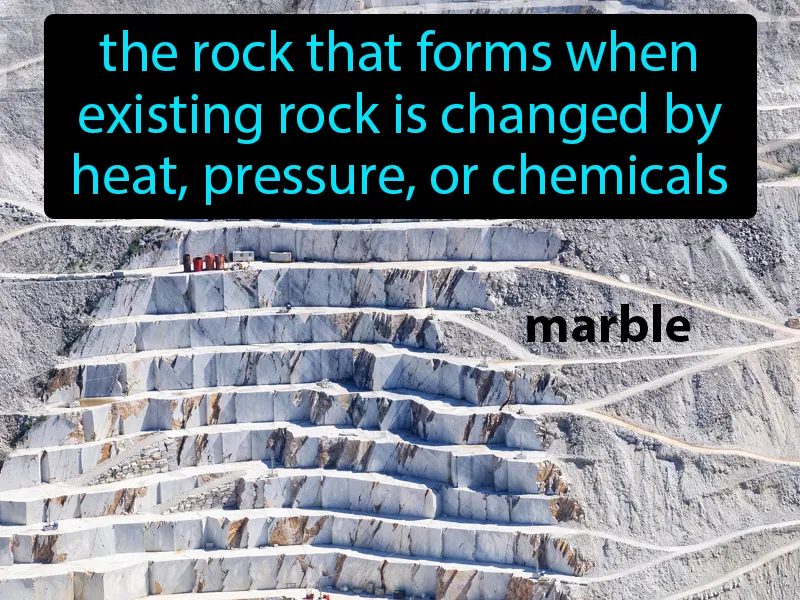 the rock that forms when
existing rock is changed by
heat, pressure, or chemicals
marble